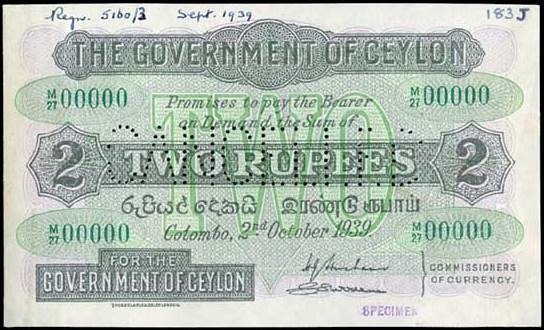 Regn. 5160/3 Sept. 1939 183J
THE GOVERNMENT OF CEYLON
M/27 00000 M/27 00000
Promises to pay the Bearer
on Demand the Sum of
TWO
CANCELLED
2 TWO RUPEES 2
රුපියල් දෙකයි இரண்டு ரூபாய்
Colombo, 2nd October 1939.
M/27 00000 M/27 00000
FOR THE
GOVERNMENT OF CEYLON
COMMISSIONERS
OF CURRENCY.
SPECIMEN